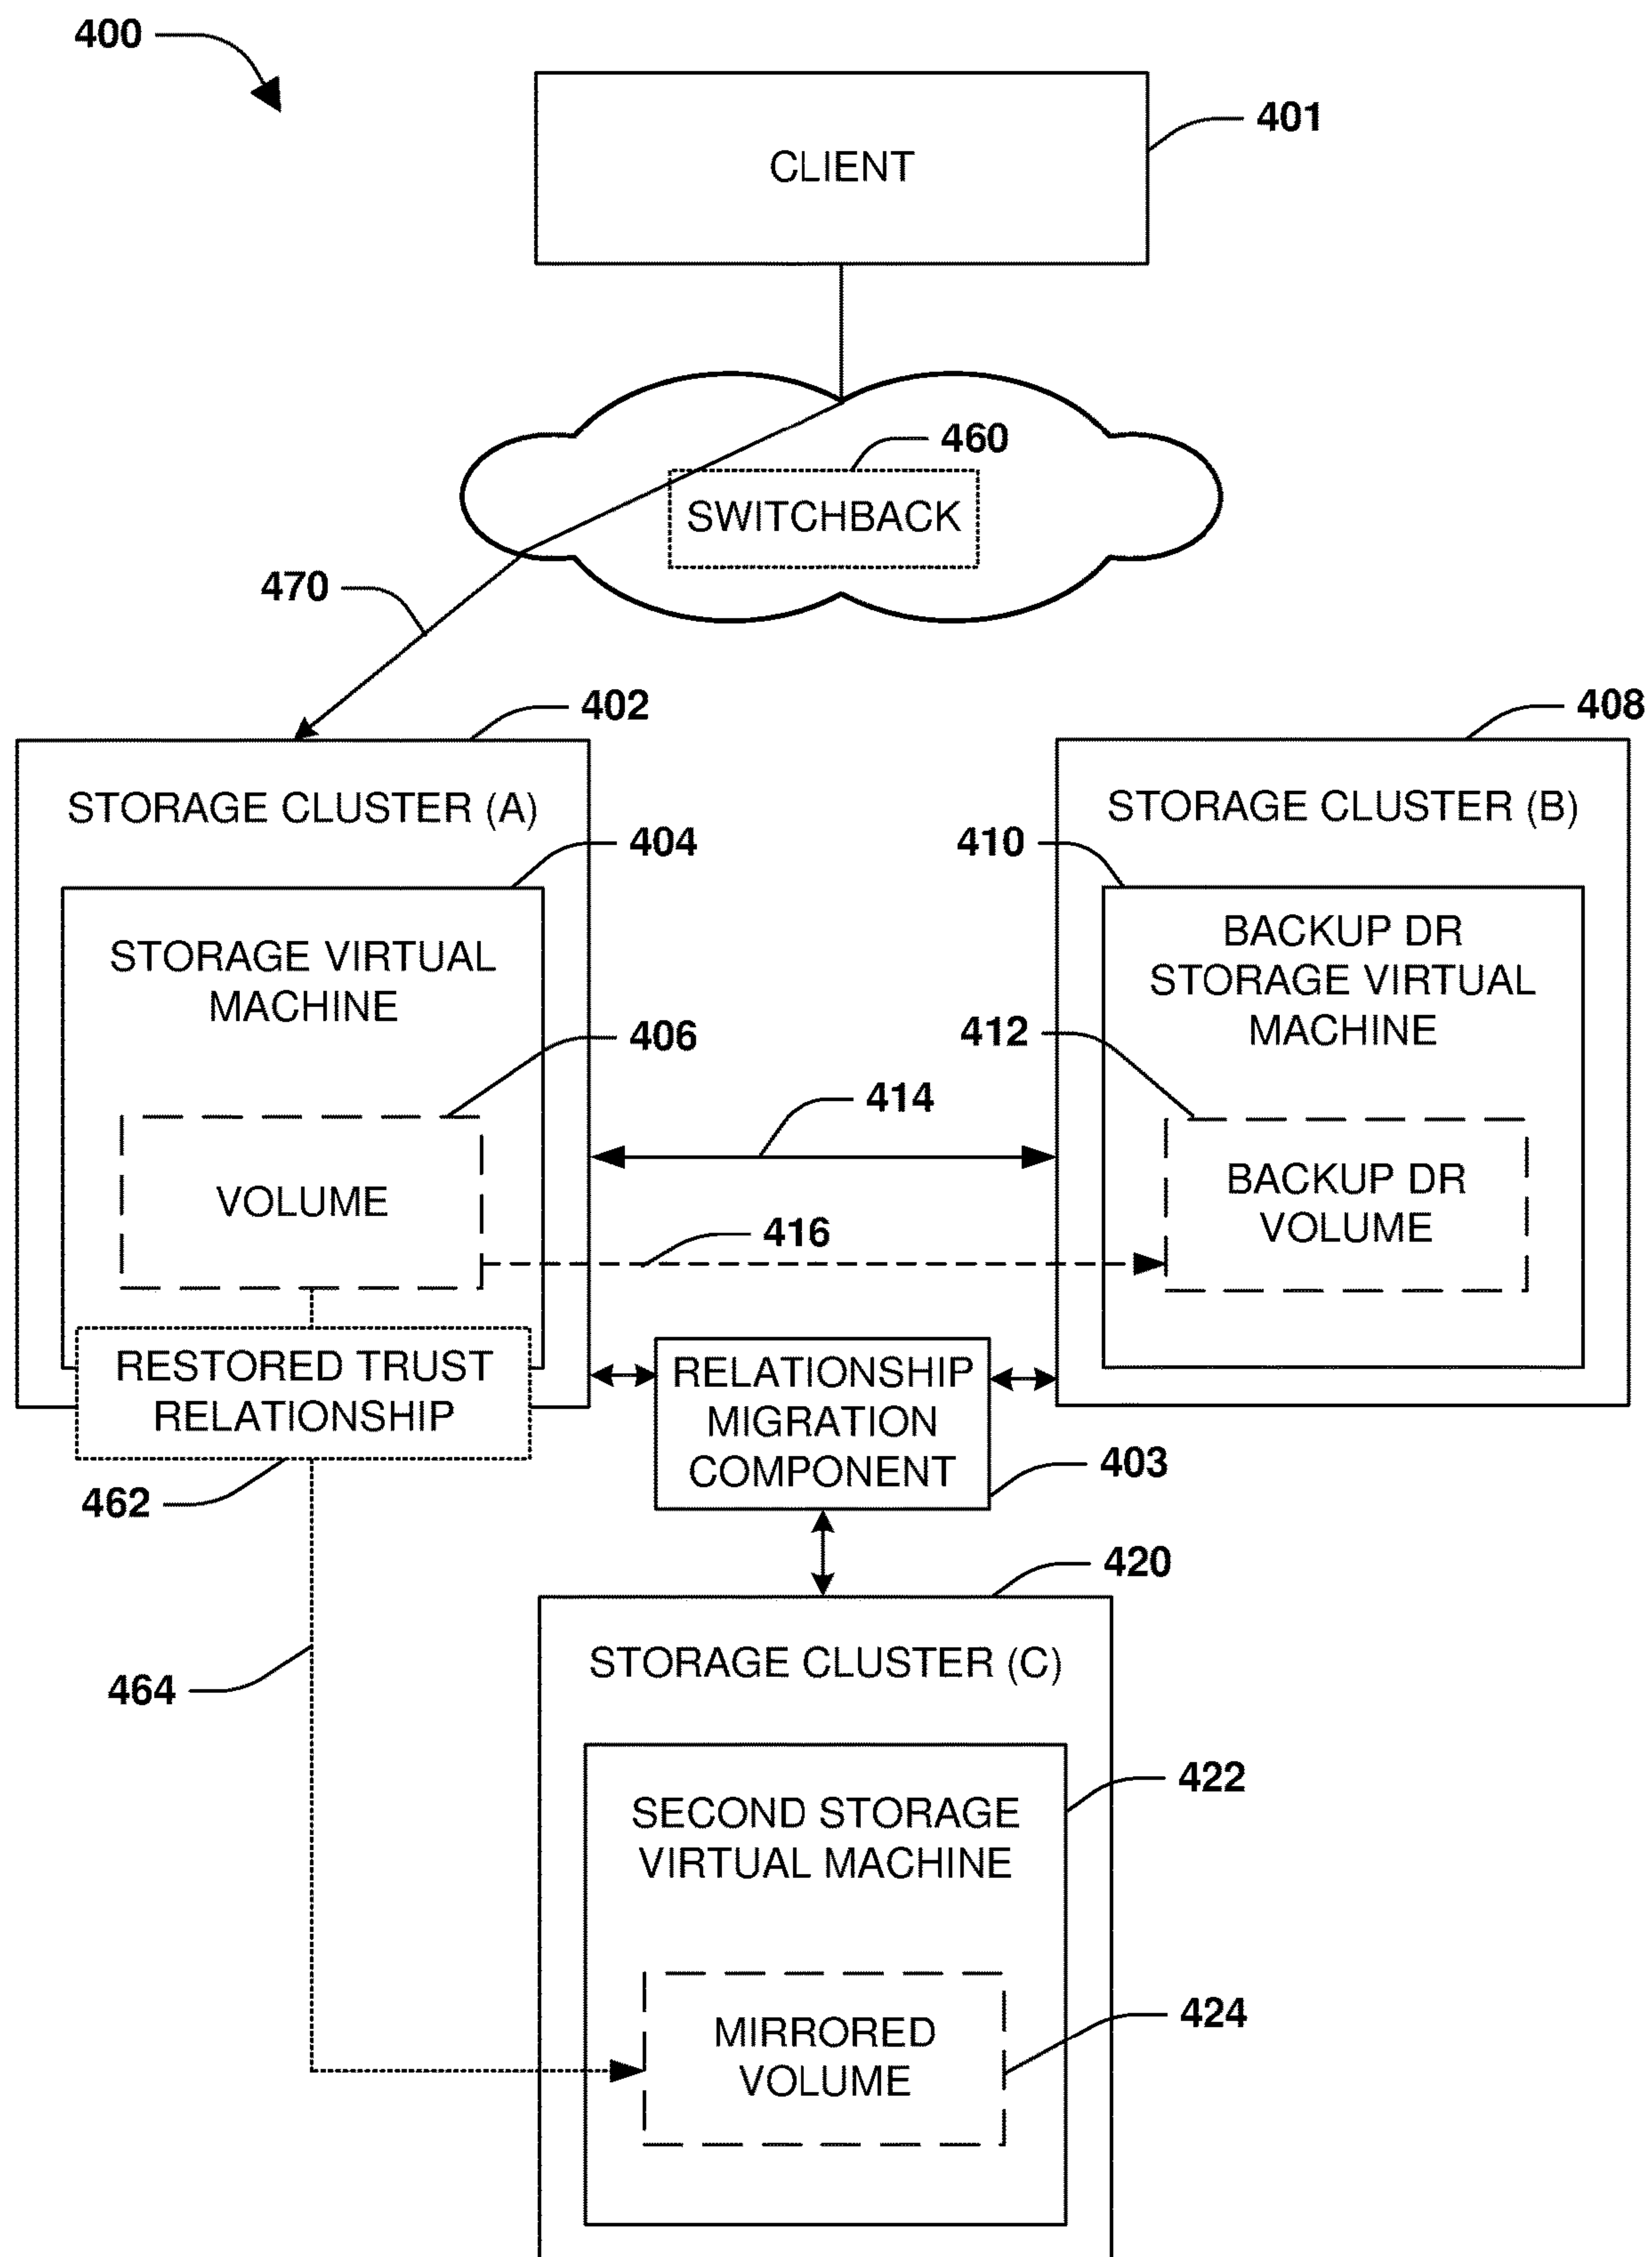 400
401
CLIENT
460
SWITCHBACK
470
402
408
STORAGE CLUSTER (A)
STORAGE CLUSTER (B)
404
410
STORAGE VIRTUAL
MACHINE
BACKUP DR
STORAGE VIRTUAL
MACHINE
406
412
414
VOLUME
BACKUP DR
VOLUME
416
RESTORED TRUST
RELATIONSHIP
RELATIONSHIP
MIGRATION
COMPONENT
403
462
420
STORAGE CLUSTER (C)
464
422
SECOND STORAGE
VIRTUAL MACHINE
424
MIRRORED
VOLUME